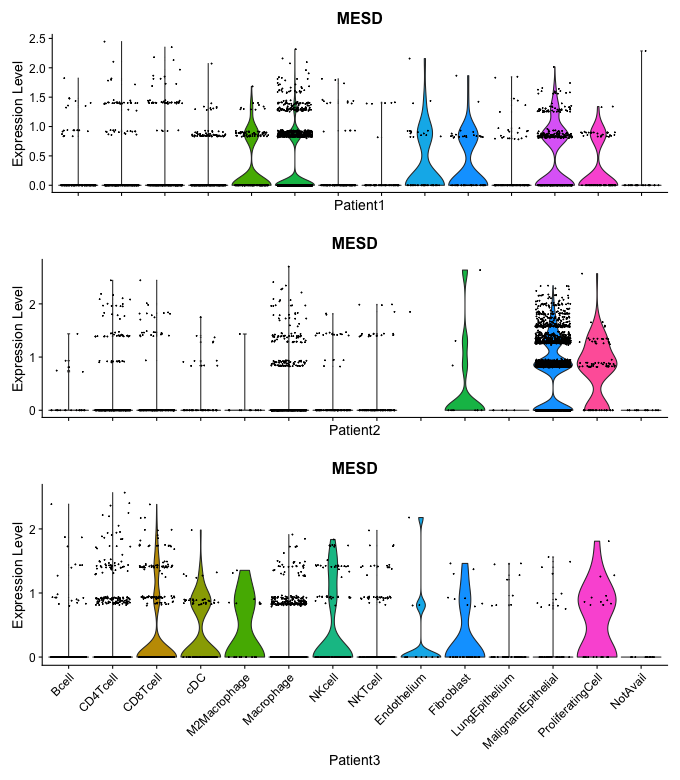 MESD
Expression Level
2.5
2.0
1.5
1.0
0.5
0.0
Patient1
MESD
Expression Level
2
1
0
Patient2
MESD
Expression Level
2
1
0
Bcell
CD4Tcell
CD8Tcell
cDC
M2Macrophage
Macrophage
NKcell
NKTcell
Endothelium
Fibroblast
LungEpithelium
MalignantEpithelial
ProliferatingCell
NotAvail
Patient3